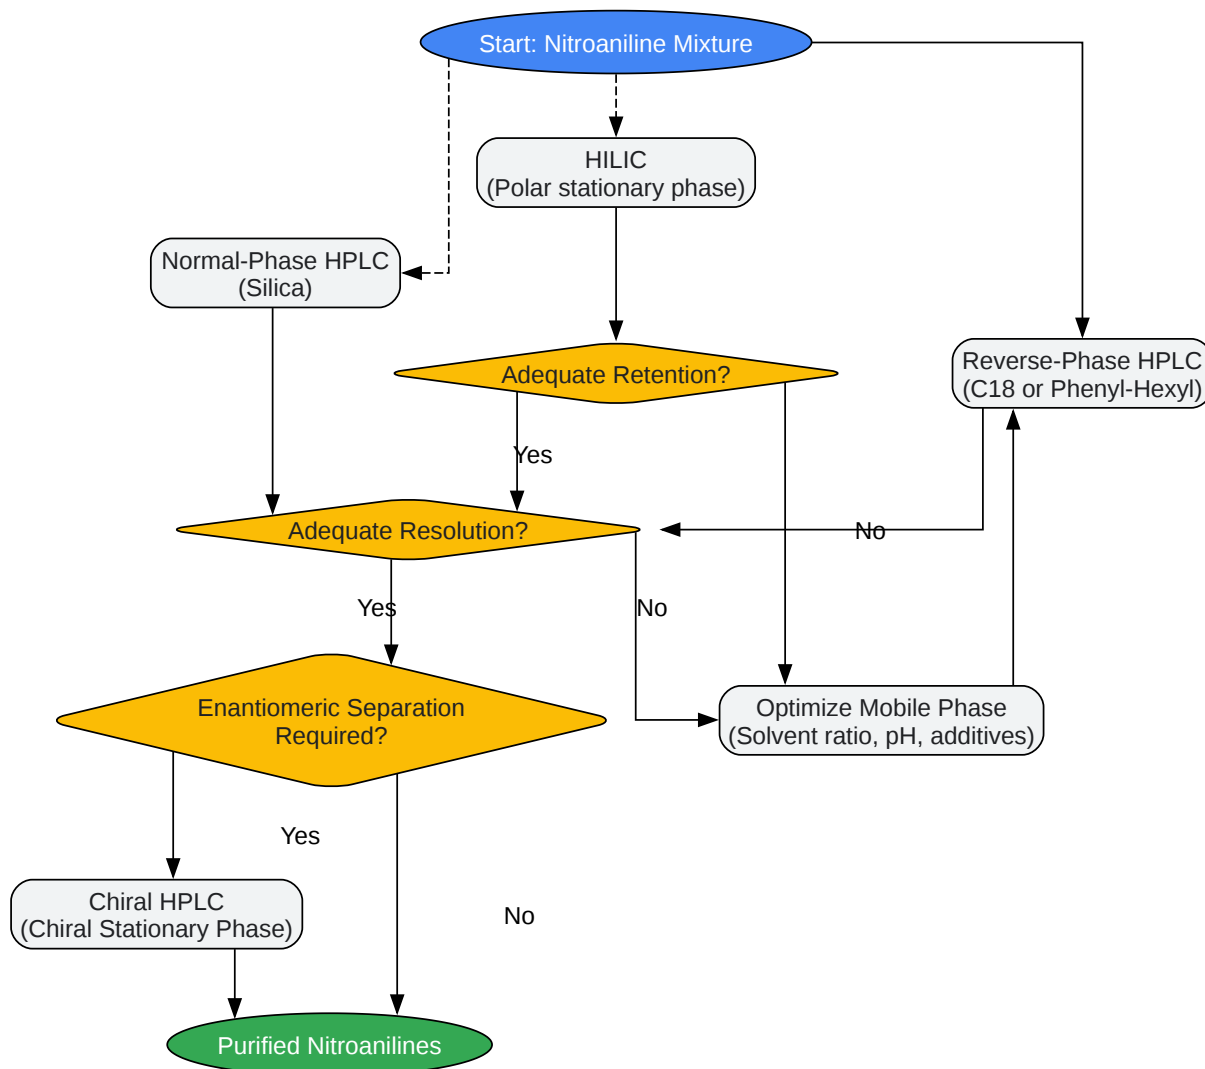 Start: Nitroaniline Mixture
HILIC
(Polar stationary phase)
Normal-Phase HPLC
(Silica)
Reverse-Phase HPLC
(C18 or Phenyl-Hexyl)
Adequate Retention?
Yes
No
Adequate Resolution?
Yes
No
Enantiomeric Separation
Required?
Optimize Mobile Phase
(Solvent ratio, pH, additives)
Yes
No
Chiral HPLC
(Chiral Stationary Phase)
Purified Nitroanilines